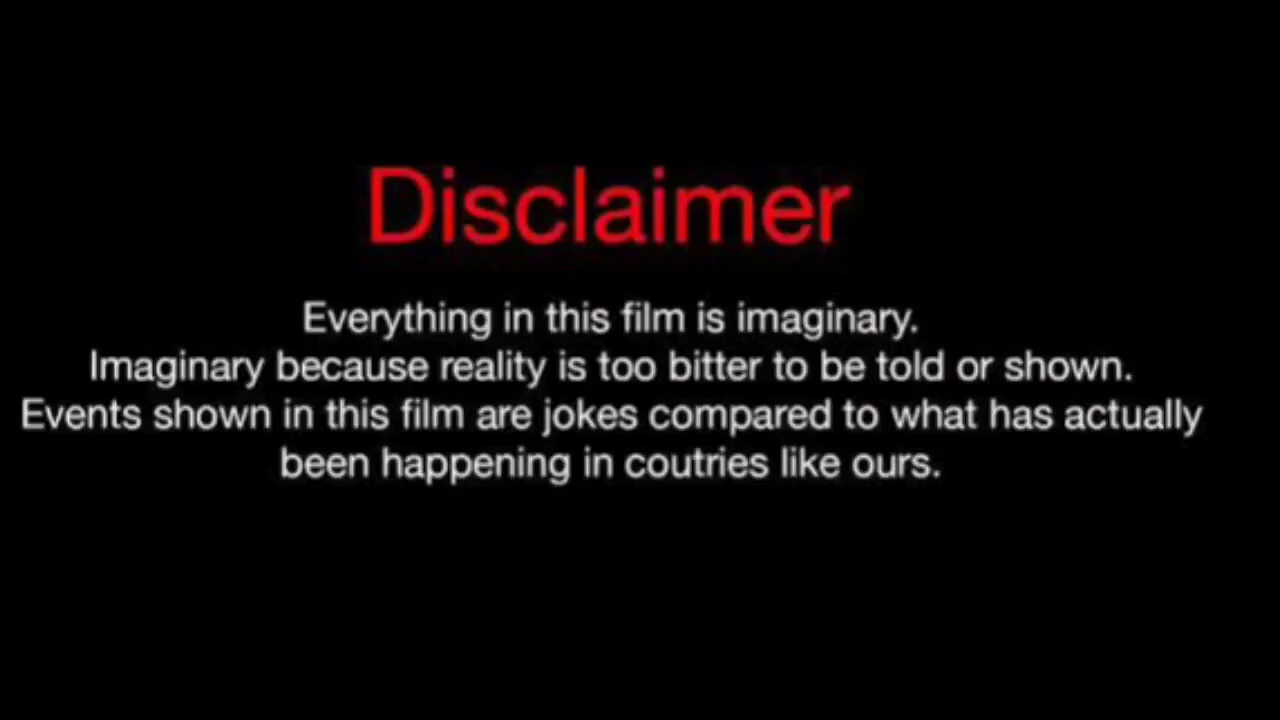 Disclaimer
Everything in this film is imaginary.
Imaginary because reality is too bitter to be told or shown.
Events shown in this film are jokes compared to what has actually
been happening in coutries like ours.